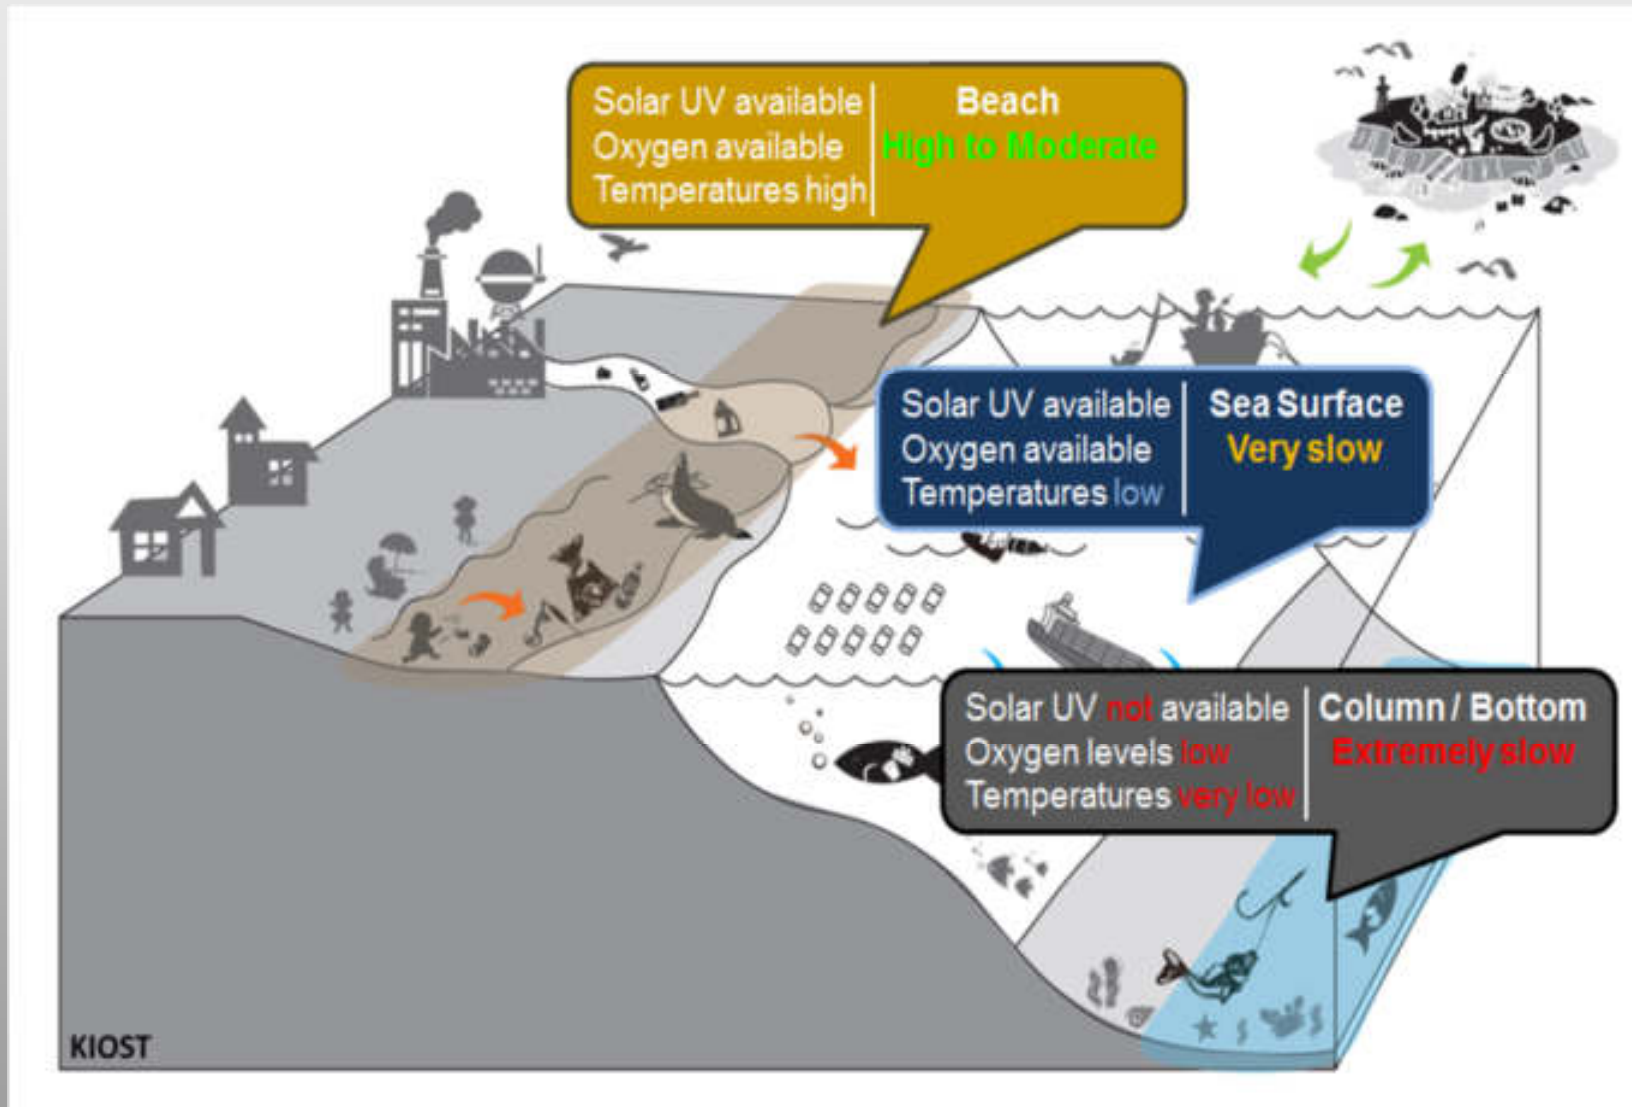 Solar UV available
Oxygen available
Temperatures high
Beach
High to Moderate
Solar UV available
Oxygen available
Temperatures low
Sea Surface
Very slow
Solar UV not available
Oxygen levels low
Temperatures very low
Column / Bottom
Extremely slow
KIOST